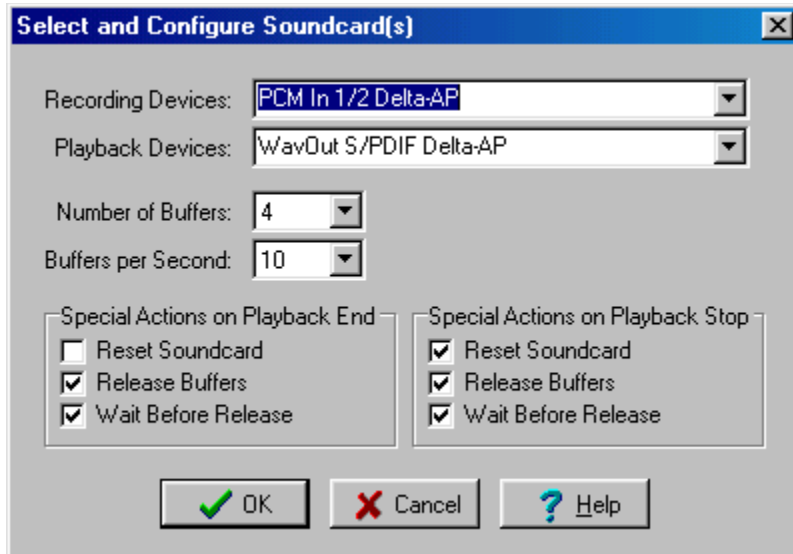 Select and Configure Soundcard(s)
Recording Devices: PCM In 1/2 Delta-AP
Playback Devices: WavOut S/PDIF Delta-AP
Number of Buffers: 4
Buffers per Second: 10
Special Actions on Playback End
Reset Soundcard
Release Buffers
Wait Before Release
Special Actions on Playback Stop
Reset Soundcard
Release Buffers
Wait Before Release
OK Cancel Help